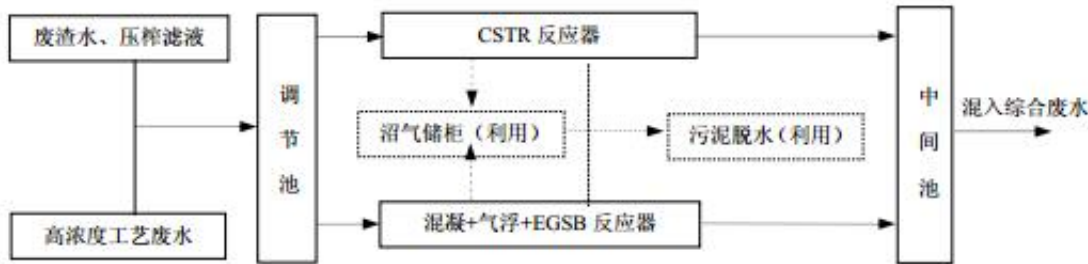 废渣水、压榨滤液
高浓度工艺废水
调节池
CSTR 反应器
沼气储柜（利用）
污泥脱水（利用）
混凝+气浮+EGSB 反应器
中间池
混入综合废水